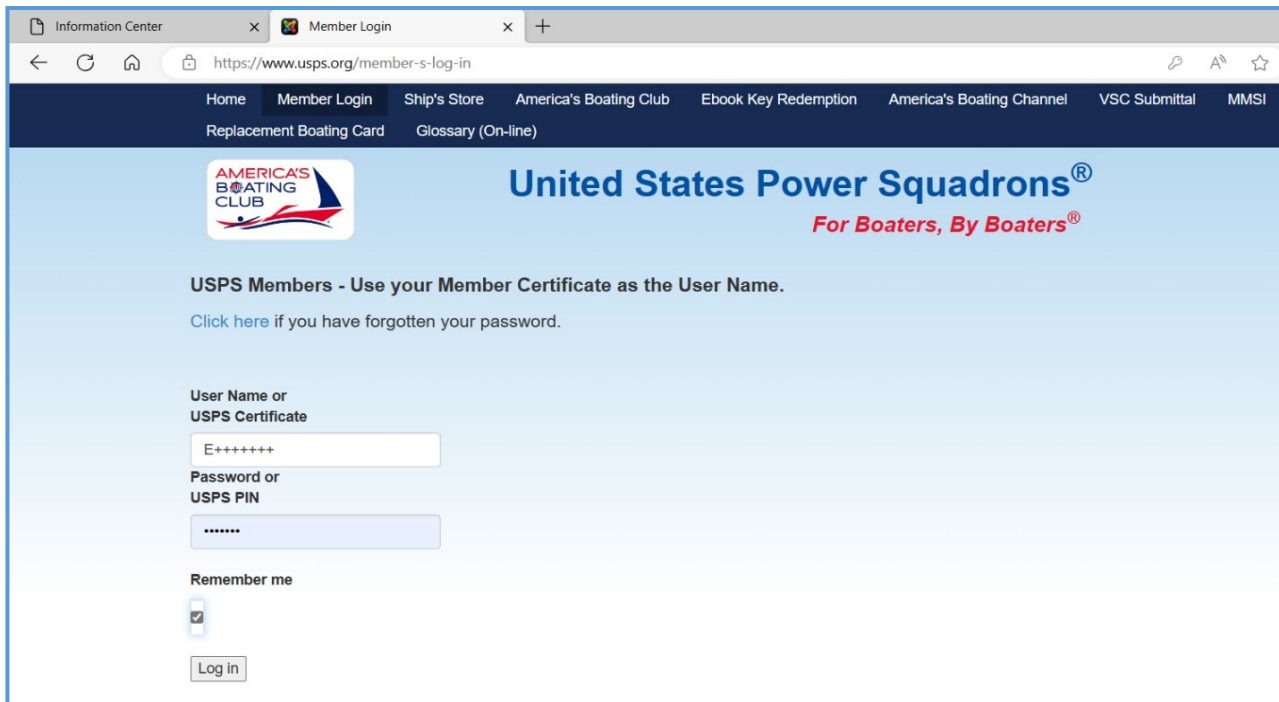 Information Center
Member Login
https://www.usps.org/member-s-log-in
Home Member Login Ship's Store America's Boating Club Ebook Key Redemption America's Boating Channel VSC Submittal MMSI
Replacement Boating Card Glossary (On-line)
AMERICA'S
BOATING
CLUB
United States Power Squadrons®
For Boaters, By Boaters®
USPS Members - Use your Member Certificate as the User Name.
Click here if you have forgotten your password.
User Name or
USPS Certificate
E+++++++
Password or
USPS PIN
•••••••
Remember me
Log in